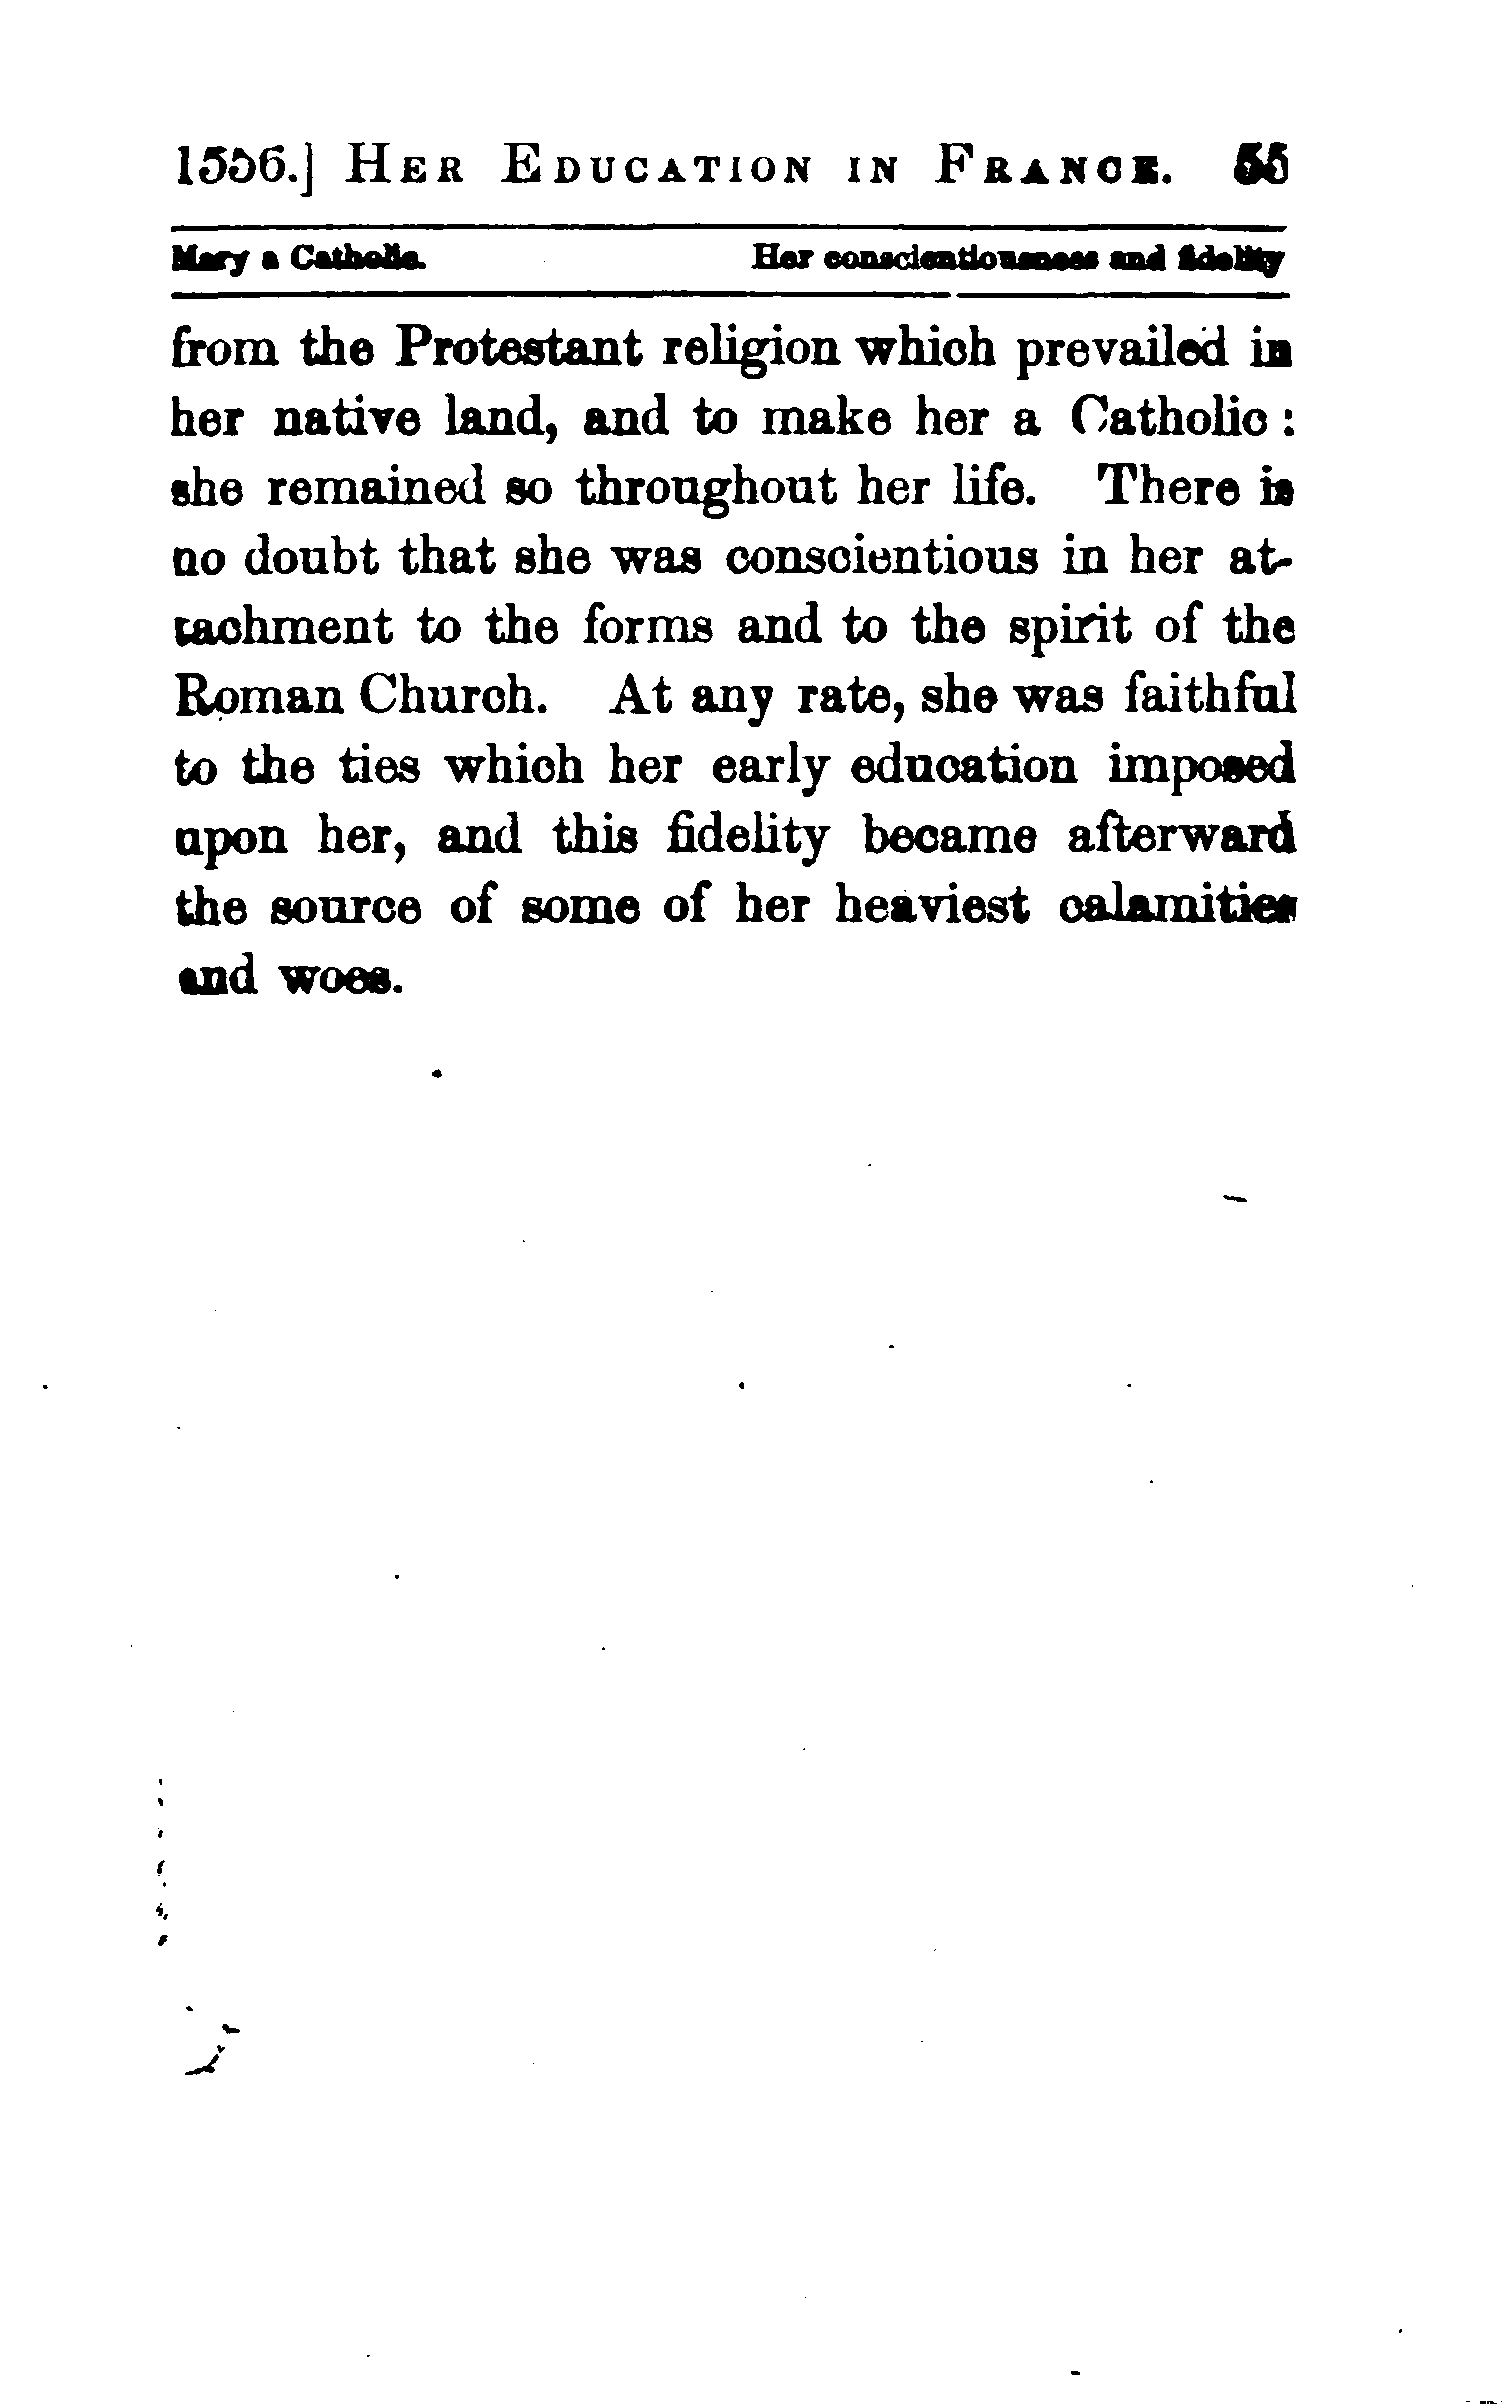 1556.] HER EDUCATION IN FRANCE. 55
Mary a Catholic. Her conscientiousness and fidelity
from the Protestant religion which prevailed in
her native land, and to make her a Catholic :
she remained so throughout her life. There is
no doubt that she was conscientious in her at-
tachment to the forms and to the spirit of the
Roman Church. At any rate, she was faithful
to the ties which her early education imposed
upon her, and this fidelity became afterward
the source of some of her heaviest calamities
and woes.